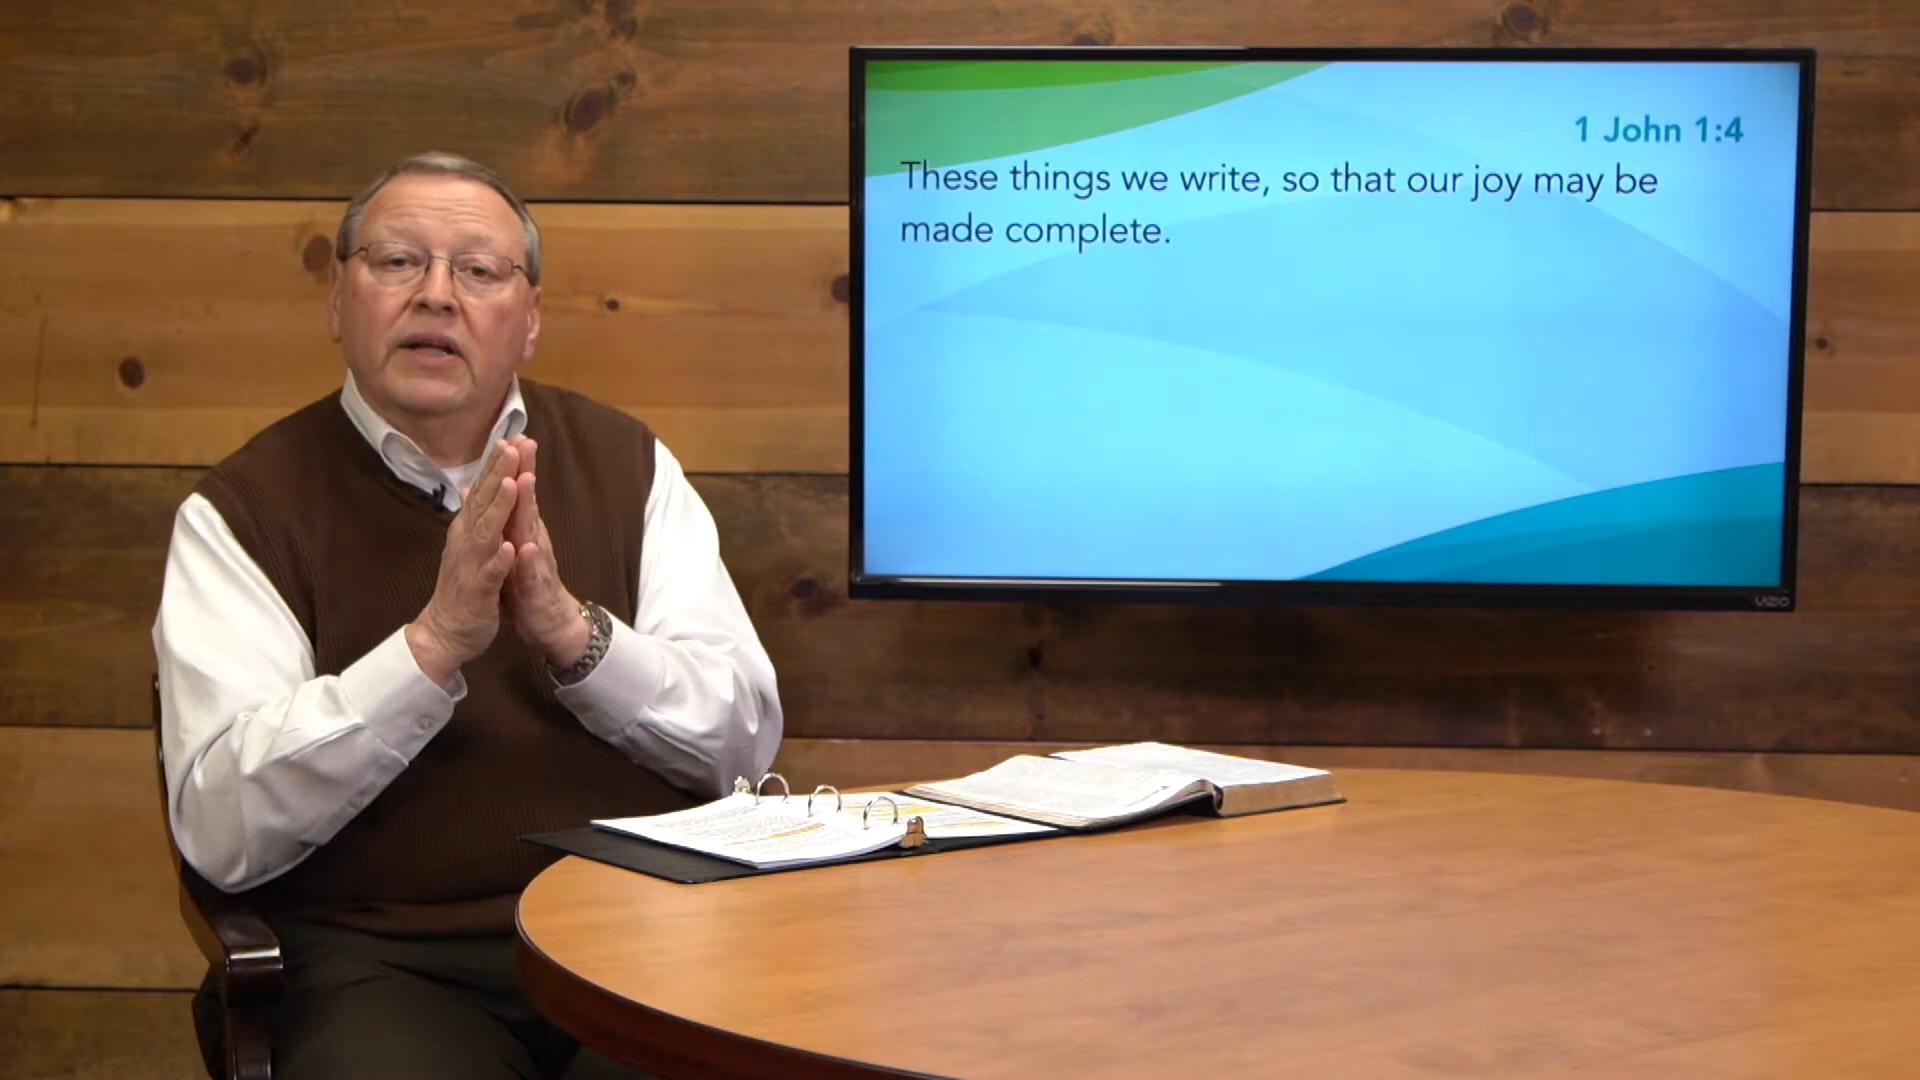 1 John 1:4
These things we write, so that our joy may be
made complete.
VIZIO